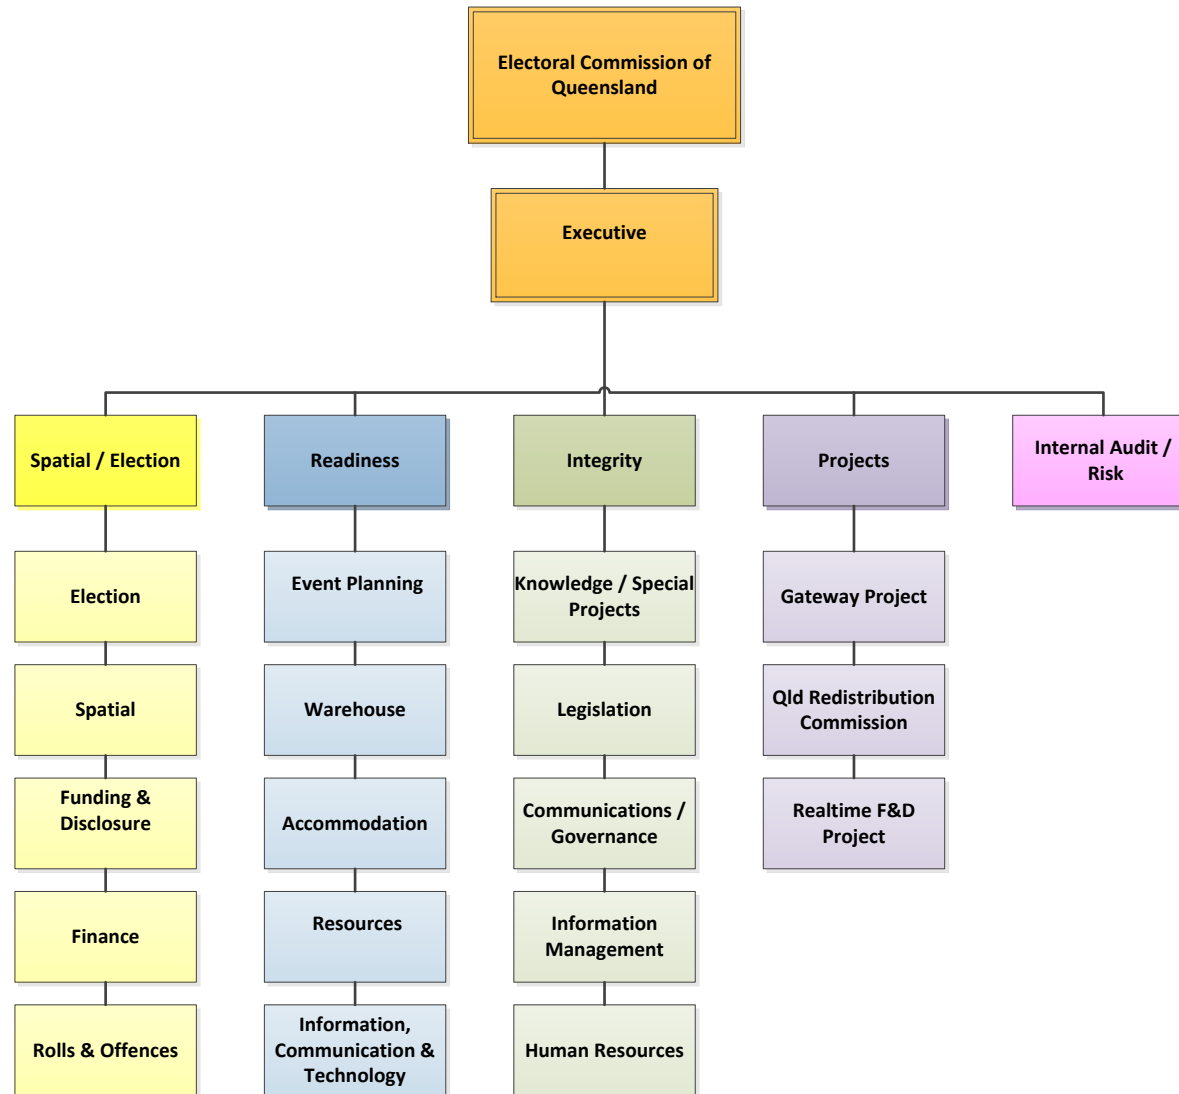 Electoral Commission of
Queensland
Executive
Spatial / Election
Readiness
Integrity
Projects
Internal Audit /
Risk
Election
Event Planning
Knowledge / Special
Projects
Gateway Project
Spatial
Warehouse
Legislation
Qld Redistribution
Commission
Funding &
Disclosure
Accommodation
Communications /
Governance
Realtime F&D
Project
Finance
Resources
Information
Management
Rolls & Offences
Information,
Communication &
Technology
Human Resources